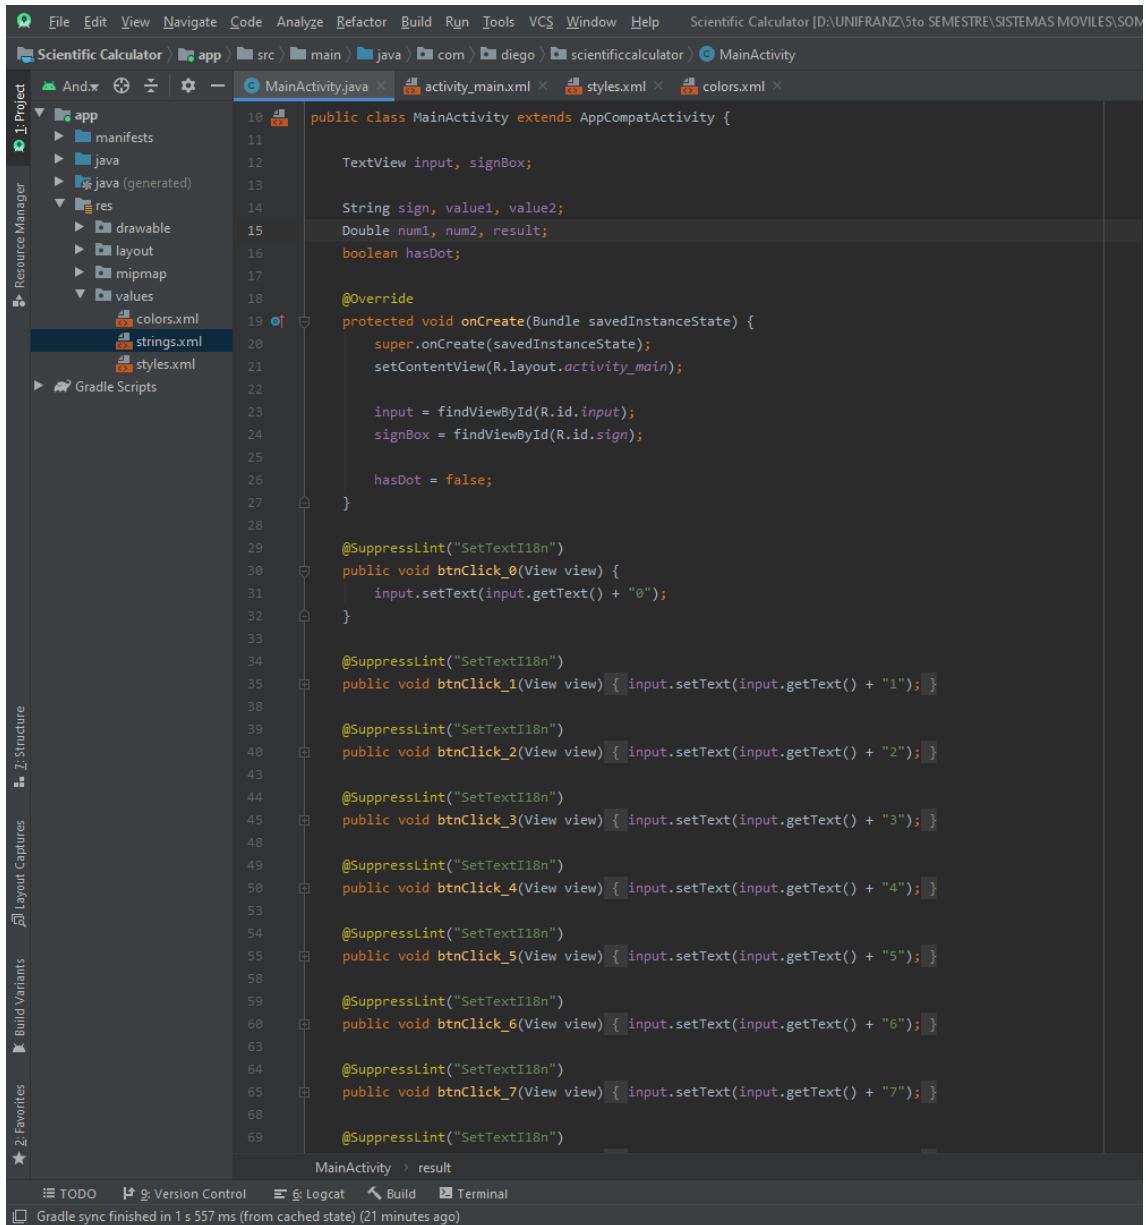 File Edit View Navigate Code Analyze Refactor Build Run Tools VCS Window Help Scientific Calculator [D:\UNIFRANZ\5to SEMESTRE\SISTEMAS MOVILES\SOM
Scientific Calculator app src main java com diego scientificcalculator MainActivity
And
MainActivity.java activity_main.xml styles.xml colors.xml
1: Project
Resource Manager
7: Structure
Layout Captures
Build Variants
2: Favorites
app
manifests
java
java (generated)
res
drawable
layout
mipmap
values
colors.xml
strings.xml
styles.xml
Gradle Scripts
10 public class MainActivity extends AppCompatActivity {
11
12 TextView input, signBox;
13
14 String sign, value1, value2;
15 Double num1, num2, result;
16 boolean hasDot;
17
18 @Override
19 protected void onCreate(Bundle savedInstanceState) {
20 super.onCreate(savedInstanceState);
21 setContentView(R.layout.activity_main);
22
23 input = findViewById(R.id.input);
24 signBox = findViewById(R.id.sign);
25
26 hasDot = false;
27 }
28
29 @SuppressLint("SetTextI18n")
30 public void btnClick_0(View view) {
31 input.setText(input.getText() + "0");
32 }
33
34 @SuppressLint("SetTextI18n")
35 public void btnClick_1(View view) { input.setText(input.getText() + "1"); }
38
39 @SuppressLint("SetTextI18n")
40 public void btnClick_2(View view) { input.setText(input.getText() + "2"); }
43
44 @SuppressLint("SetTextI18n")
45 public void btnClick_3(View view) { input.setText(input.getText() + "3"); }
48
49 @SuppressLint("SetTextI18n")
50 public void btnClick_4(View view) { input.setText(input.getText() + "4"); }
53
54 @SuppressLint("SetTextI18n")
55 public void btnClick_5(View view) { input.setText(input.getText() + "5"); }
58
59 @SuppressLint("SetTextI18n")
60 public void btnClick_6(View view) { input.setText(input.getText() + "6"); }
63
64 @SuppressLint("SetTextI18n")
65 public void btnClick_7(View view) { input.setText(input.getText() + "7"); }
68
69 @SuppressLint("SetTextI18n")
MainActivity › result
TODO 9: Version Control 6: Logcat Build Terminal
Gradle sync finished in 1 s 557 ms (from cached state) (21 minutes ago)